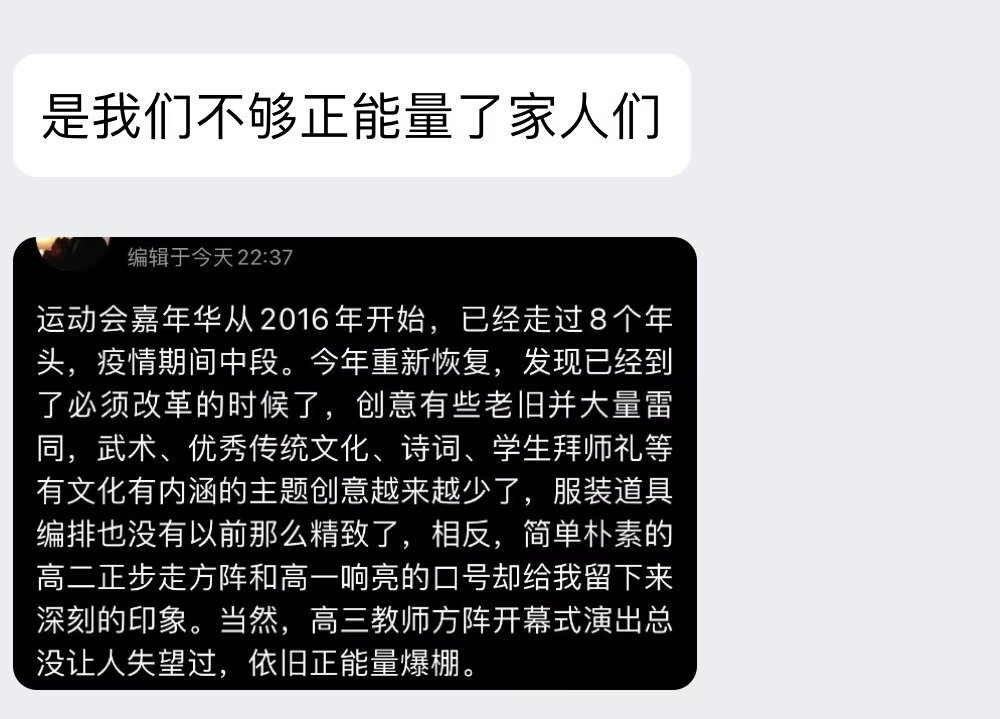 是我们不够正能量了家人们
编辑于今天 22:37
运动会嘉年华从2016年开始，已经走过8个年
头，疫情期间中段。今年重新恢复，发现已经到
了必须改革的时候了，创意有些老旧并大量雷
同，武术、优秀传统文化、诗词、学生拜师礼等
有文化有内涵的主题创意越来越少了，服装道具
编排也没有以前那么精致了，相反，简单朴素的
高二正步走方阵和高一响亮的口号却给我留下来
深刻的印象。当然，高三教师方阵开幕式演出总
没让人失望过，依旧正能量爆棚。